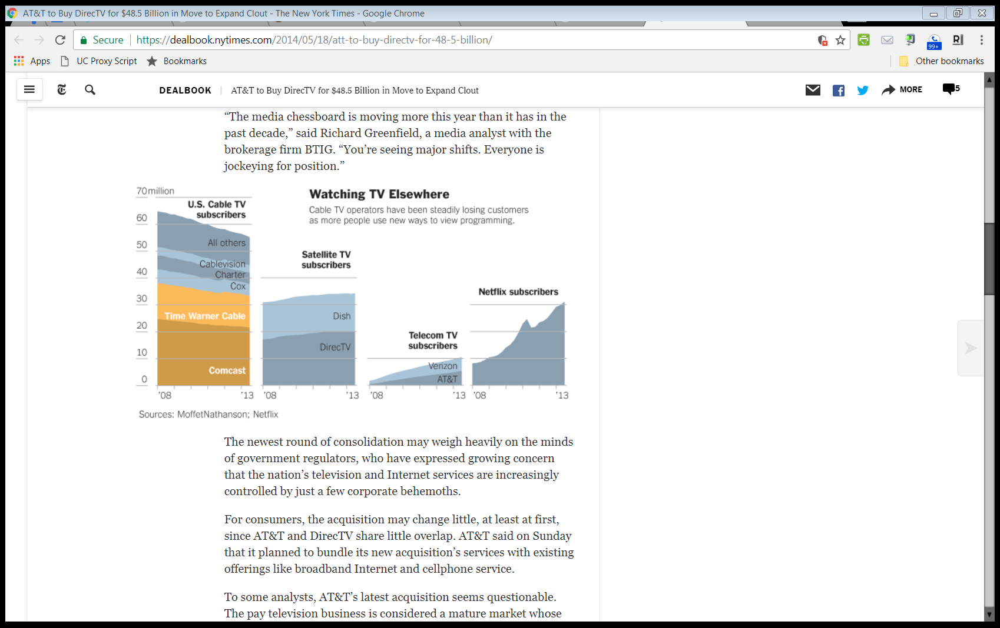 AT&T to Buy DirecTV for $48.5 Billion in Move to Expand Clout - The New York Times - Google Chrome
Secure https://dealbook.nytimes.com/2014/05/18/att-to-buy-directv-for-48-5-billion/
99+
R
Apps UC Proxy Script Bookmarks Other bookmarks
DEALBOOK AT&T to Buy DirecTV for $48.5 Billion in Move to Expand Clout MORE 5
“The media chessboard is moving more this year than it has in the
past decade,” said Richard Greenfield, a media analyst with the
brokerage firm BTIG. “You’re seeing major shifts. Everyone is
jockeying for position.”
Watching TV Elsewhere
Cable TV operators have been steadily losing customers
as more people use new ways to view programming.
70 million
60
50
40
30
20
10
0
U.S. Cable TV
subscribers
All others
Cablevision
Charter
Cox
Time Warner Cable
Comcast
’08 ’13
Satellite TV
subscribers
Dish
DirecTV
’08 ’13
Telecom TV
subscribers
Verizon
AT&T
’08 ’13
Netflix subscribers
’08 ’13
Sources: MoffetNathanson; Netflix
The newest round of consolidation may weigh heavily on the minds
of government regulators, who have expressed growing concern
that the nation’s television and Internet services are increasingly
controlled by just a few corporate behemoths.
For consumers, the acquisition may change little, at least at first,
since AT&T and DirecTV share little overlap. AT&T said on Sunday
that it planned to bundle its new acquisition’s services with existing
offerings like broadband Internet and cellphone service.
To some analysts, AT&T’s latest acquisition seems questionable.
The pay television business is considered a mature market whose